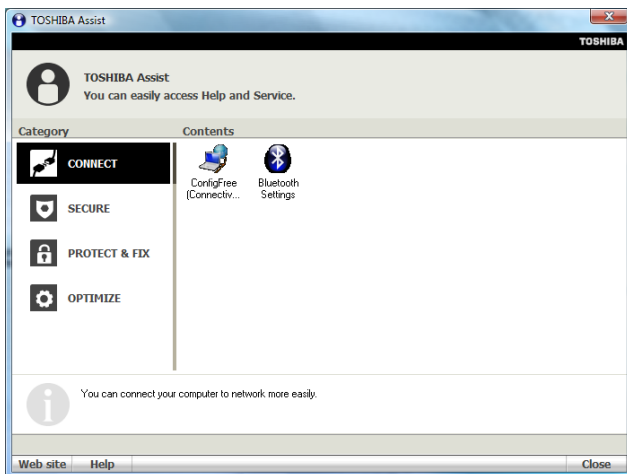 TOSHIBA Assist
TOSHIBA
TOSHIBA Assist
You can easily access Help and Service.
Category
Contents
CONNECT
SECURE
PROTECT & FIX
OPTIMIZE
ConfigFree
(Connectiv...
Bluetooth
Settings
You can connect your computer to network more easily.
Web site
Help
Close